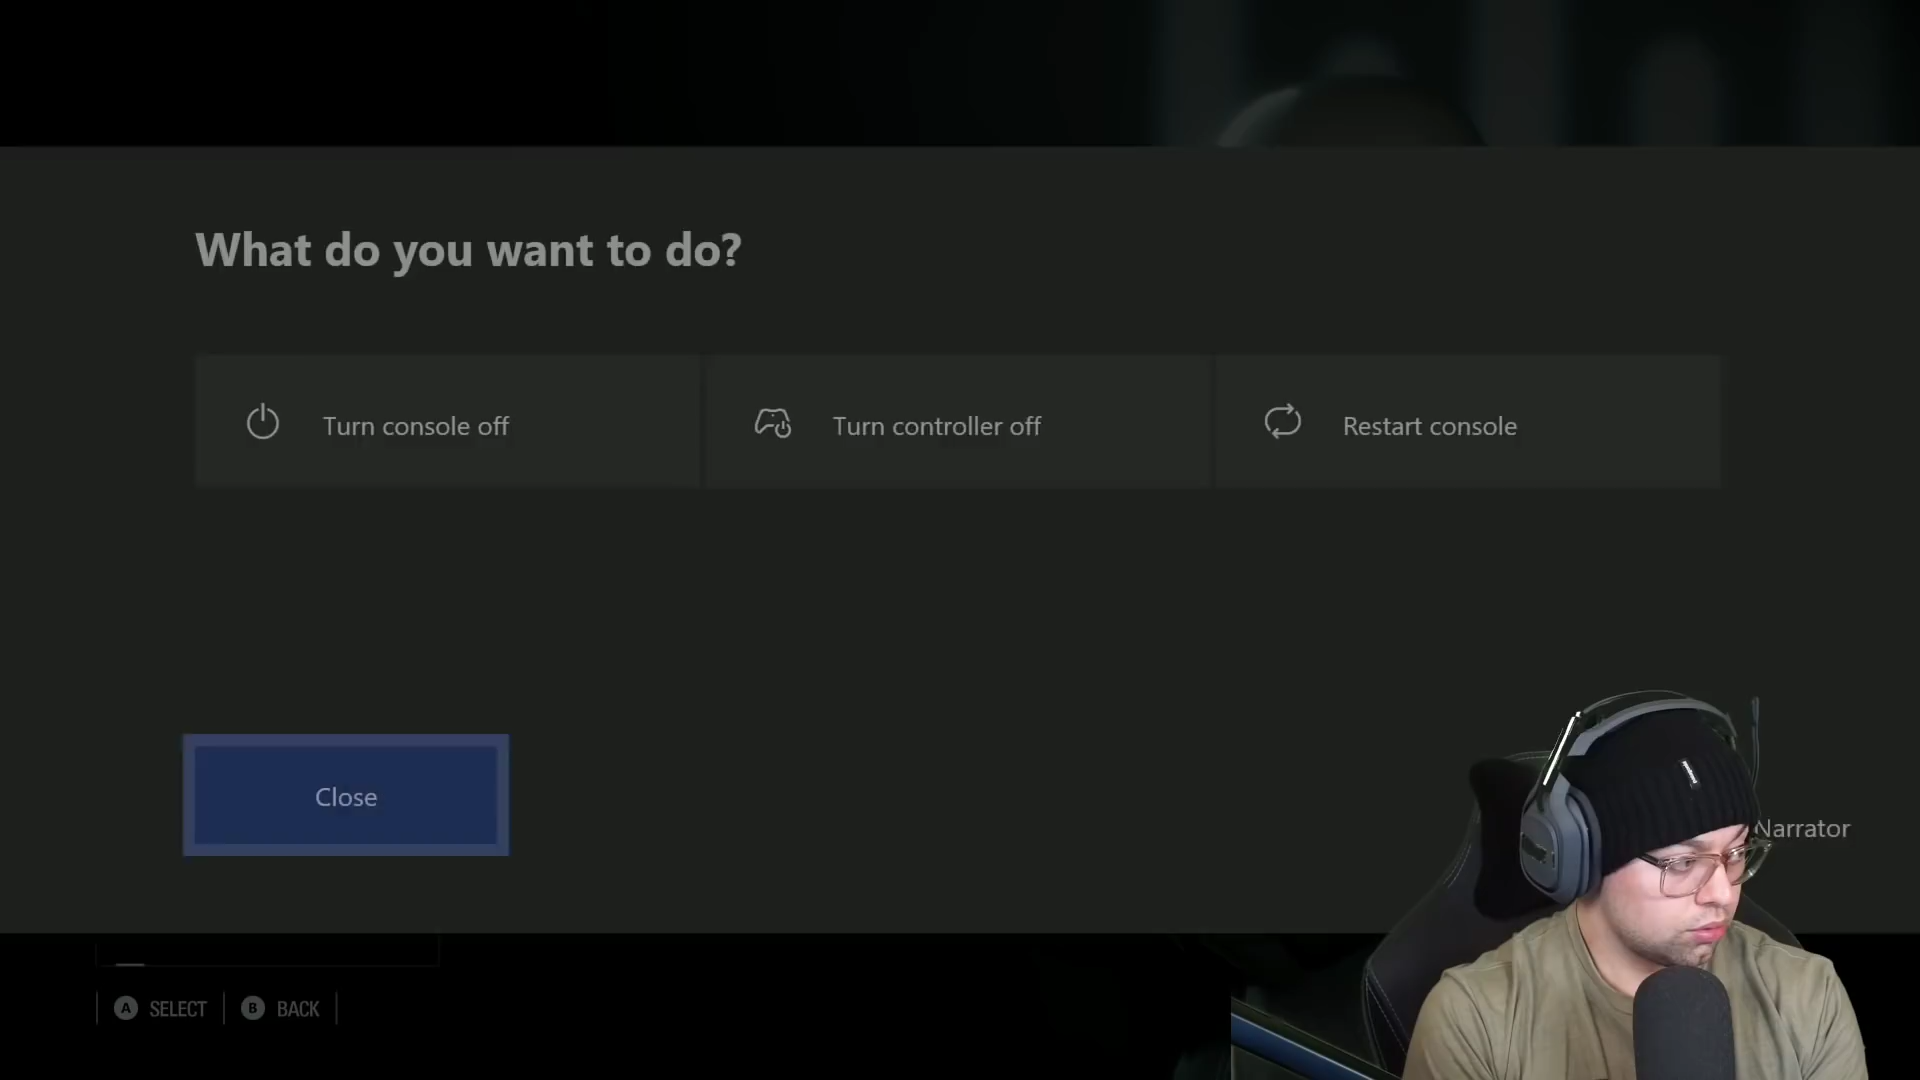 What do you want to do?
Turn console off
Turn controller off
Restart console
Close
Narrator
A SELECT
B BACK